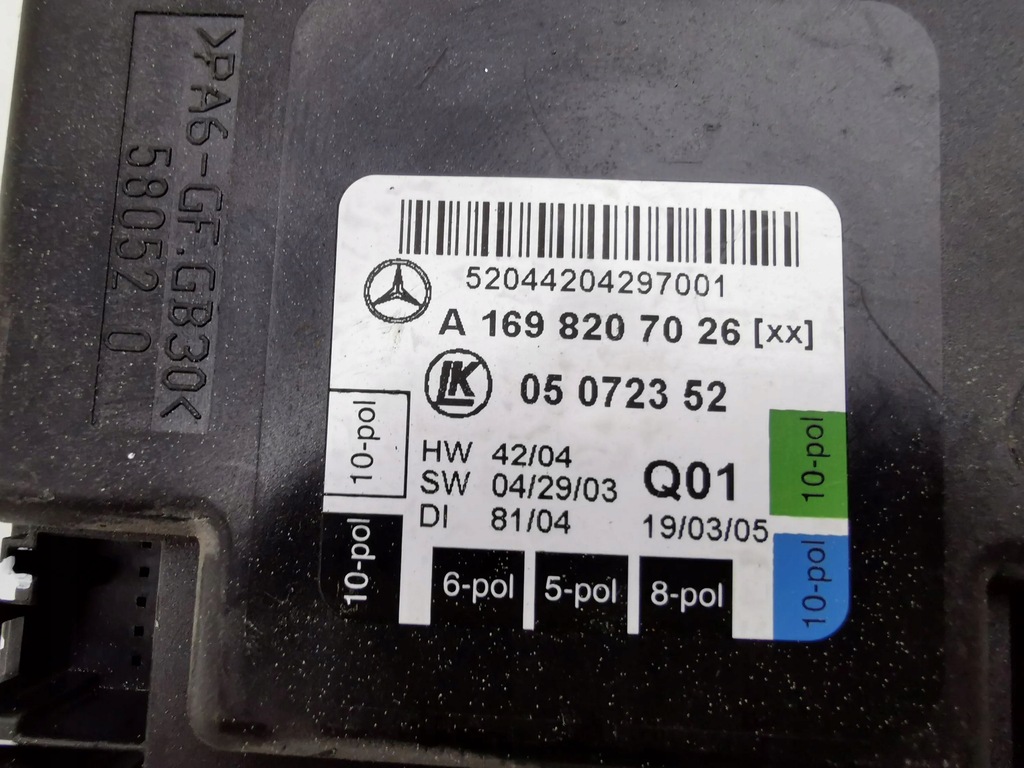 >PA6-GF.GB30<
58052 0
52044204297001
A 169 820 70 26 [xx]
LK 05 0723 52
HW 42/04
SW 04/29/03 Q01
DI 81/04 19/03/05
10-pol
10-pol
10-pol
10-pol
6-pol 5-pol 8-pol